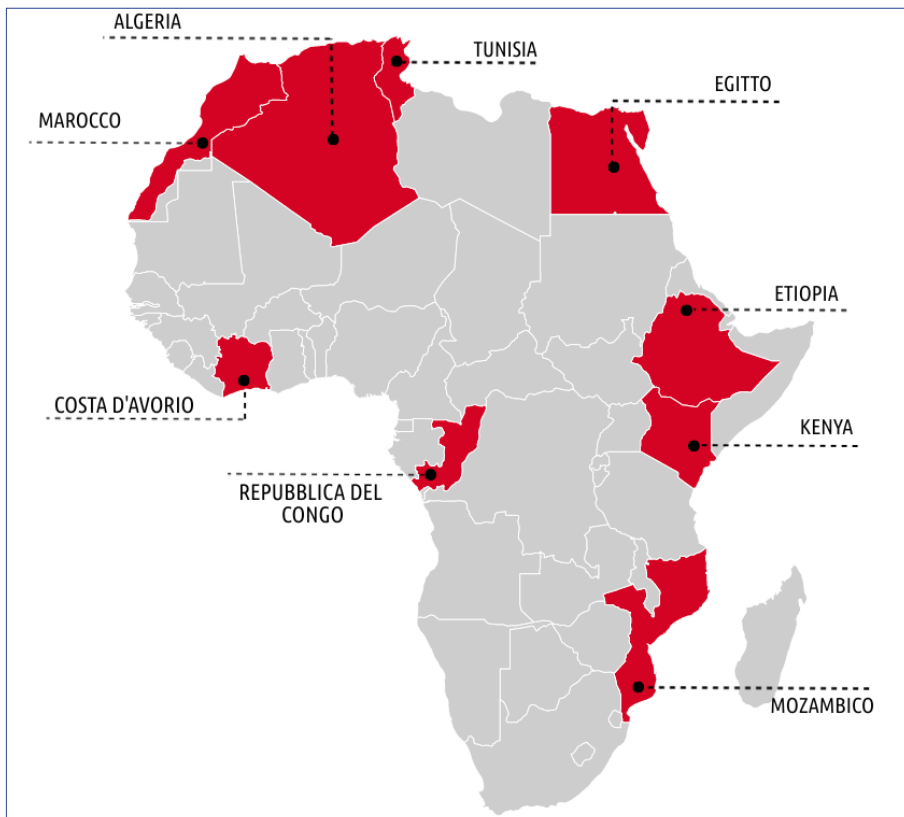 ALGERIA
TUNISIA
EGITTO
MAROCCO
ETIOPIA
COSTA D'AVORIO
KENYA
REPUBBLICA DEL
CONGO
MOZAMBICO